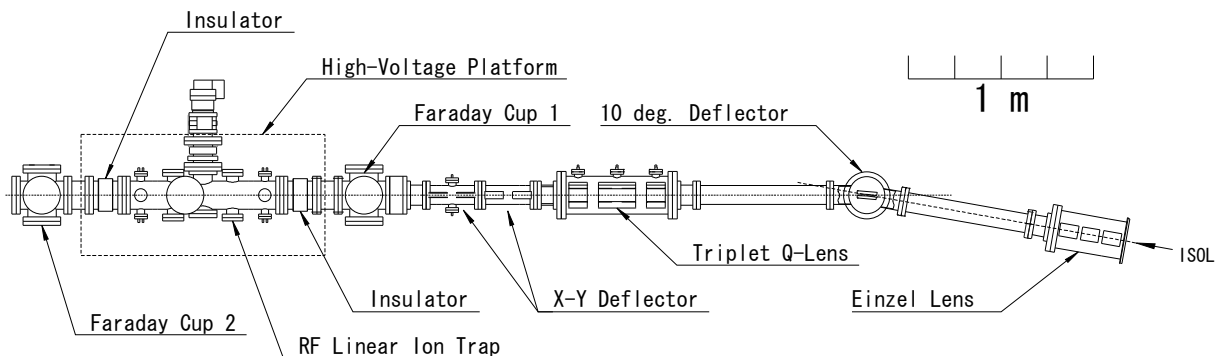 Insulator
High-Voltage Platform
Faraday Cup 1
10 deg. Deflector
1 m
Faraday Cup 2
RF Linear Ion Trap
Insulator
X-Y Deflector
Triplet Q-Lens
Einzel Lens
ISOL